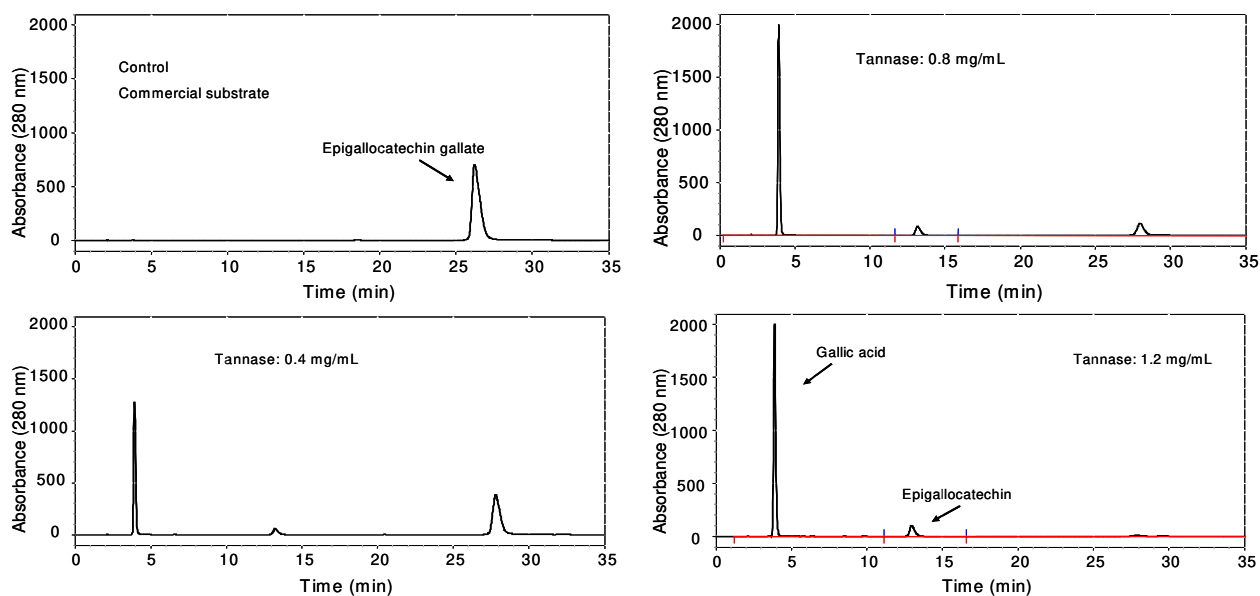 Absorbance (280 nm)
2000
1500
1000
500
0
Control
Commercial substrate
Epigallocatechin gallate
0 5 10 15 20 25 30 35
Time (min)
Absorbance (280 nm)
2000
1500
1000
500
0
Tannase: 0.8 mg/mL
0 5 10 15 20 25 30 35
Time (min)
Absorbance (280 nm)
2000
1500
1000
500
0
Tannase: 0.4 mg/mL
0 5 10 15 20 25 30 35
Time (min)
Absorbance (280 nm)
2000
1500
1000
500
0
Gallic acid
Tannase: 1.2 mg/mL
Epigallocatechin
0 5 10 15 20 25 30 35
Time (min)